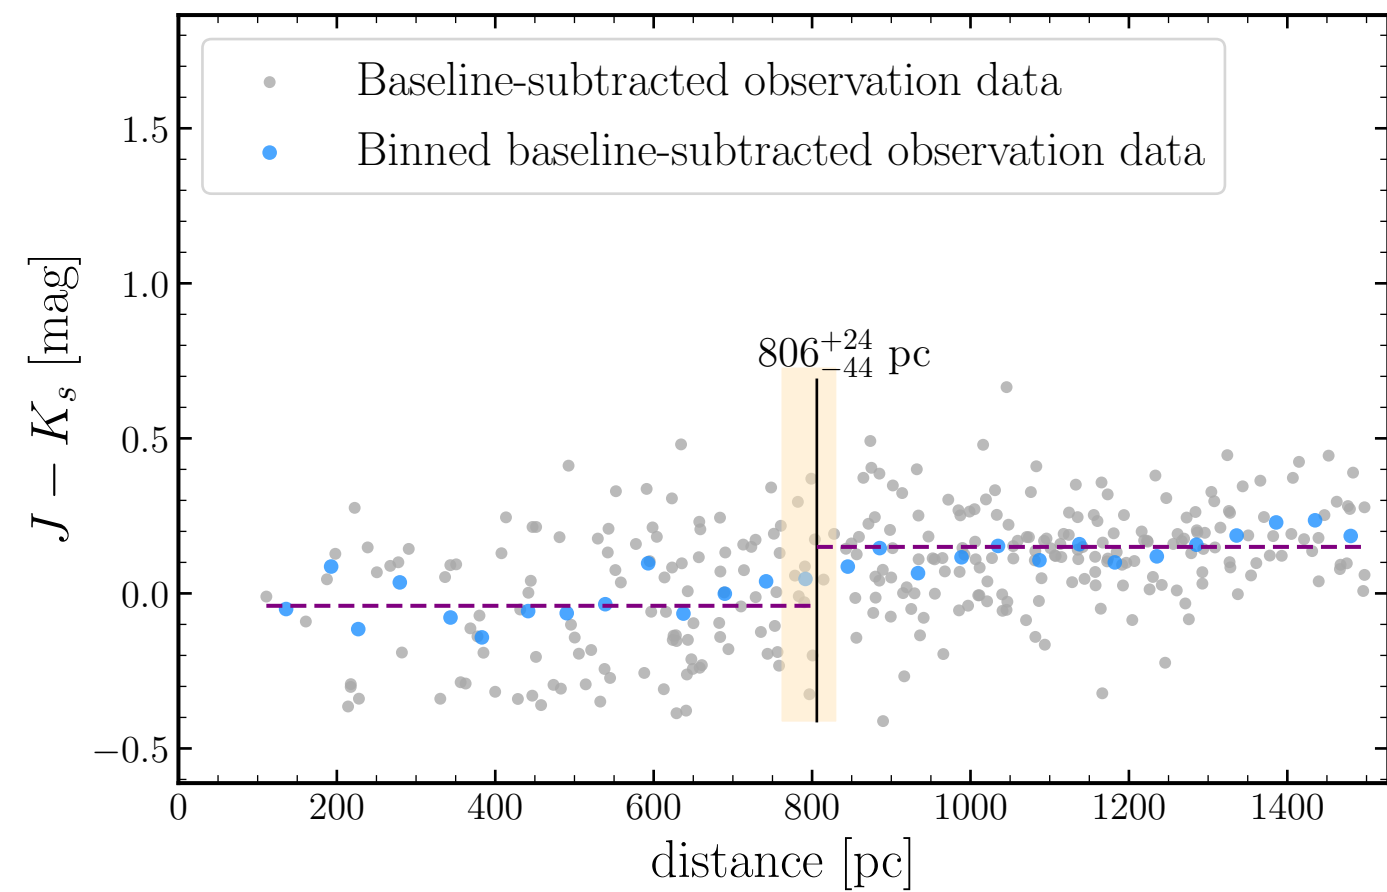 Baseline-subtracted observation data
Binned baseline-subtracted observation data
1.5
1.0
0.5
0.0
−0.5
J − K_s [mag]
806^{+24}_{−44} pc
0 200 400 600 800 1000 1200 1400
distance [pc]